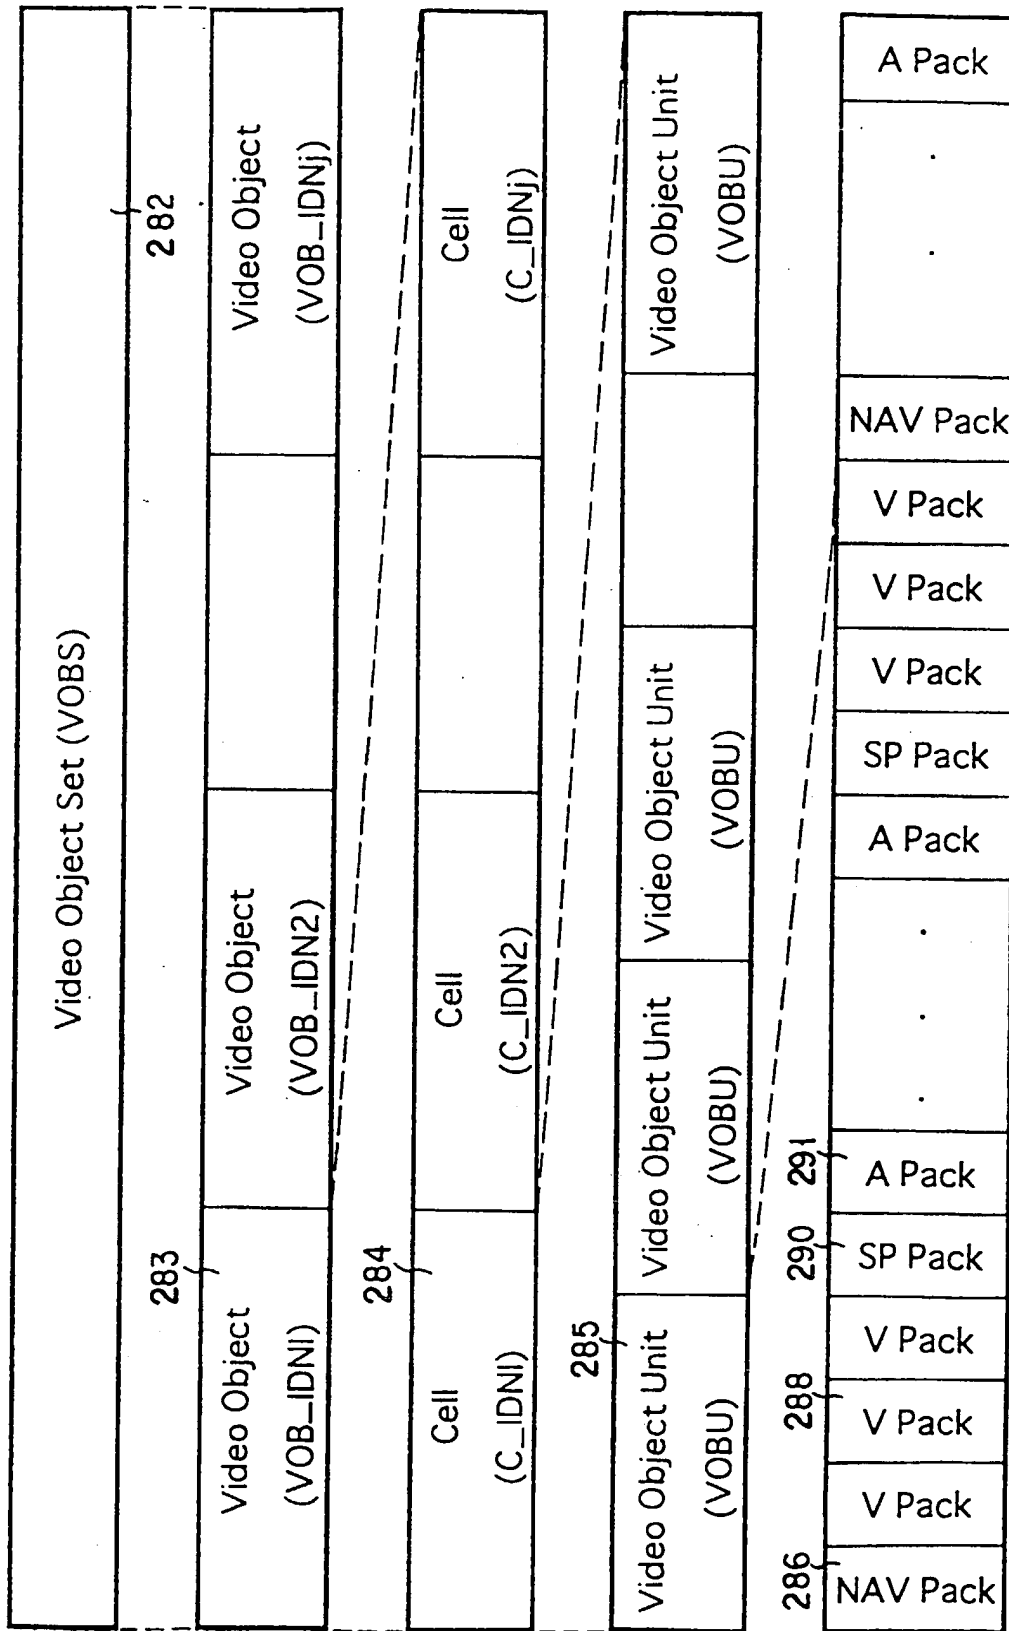 Video Object Set (VOBS)
282
283
Video Object
(VOB_IDN1)
Video Object
(VOB_IDN2)
Video Object
(VOB_IDNj)
284
Cell
(C_IDN1)
Cell
(C_IDN2)
Cell
(C_IDNj)
285
Video Object Unit
(VOBU)
Video Object Unit
(VOBU)
Video Object Unit
(VOBU)
Video Object Unit
(VOBU)
286
288
290
291
NAV Pack
V Pack
V Pack
V Pack
SP Pack
A Pack
. . .
A Pack
SP Pack
V Pack
V Pack
V Pack
NAV Pack
. .
A Pack